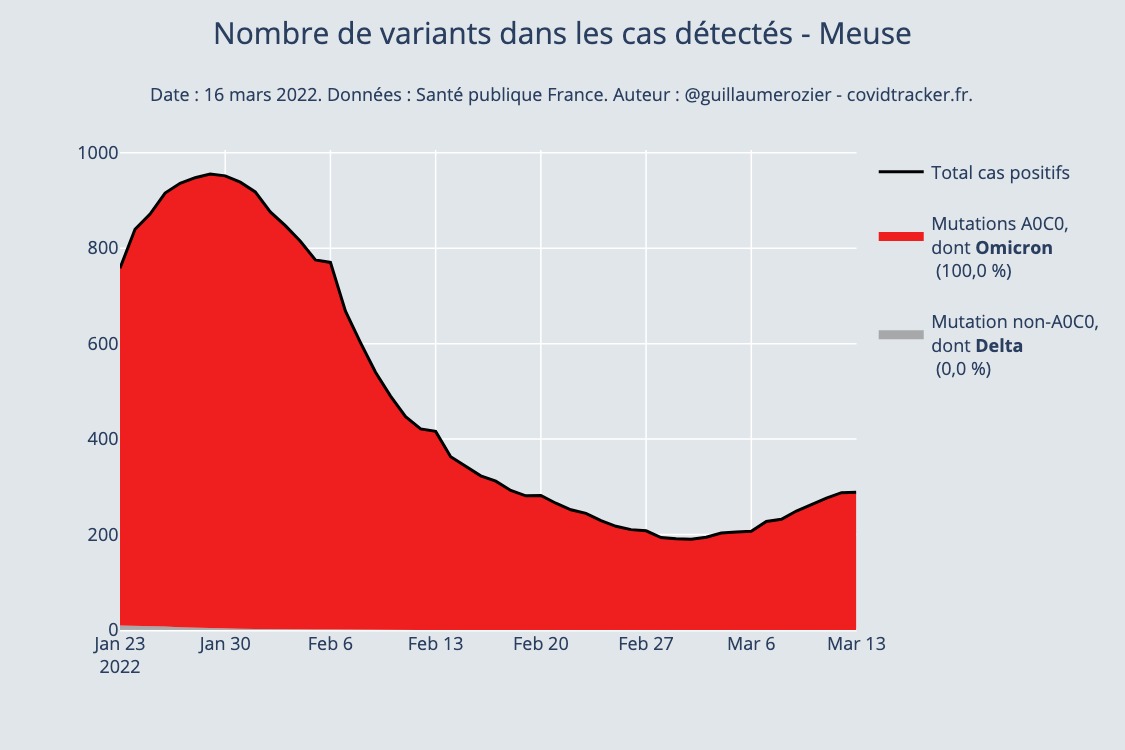 Nombre de variants dans les cas détectés - Meuse
Date : 16 mars 2022. Données : Santé publique France. Auteur : @guillaumerozier - covidtracker.fr.
1000
800
600
400
200
0
Jan 23
2022
Jan 30
Feb 6
Feb 13
Feb 20
Feb 27
Mar 6
Mar 13
Total cas positifs
Mutations A0C0,
dont Omicron
(100,0 %)
Mutation non-A0C0,
dont Delta
(0,0 %)